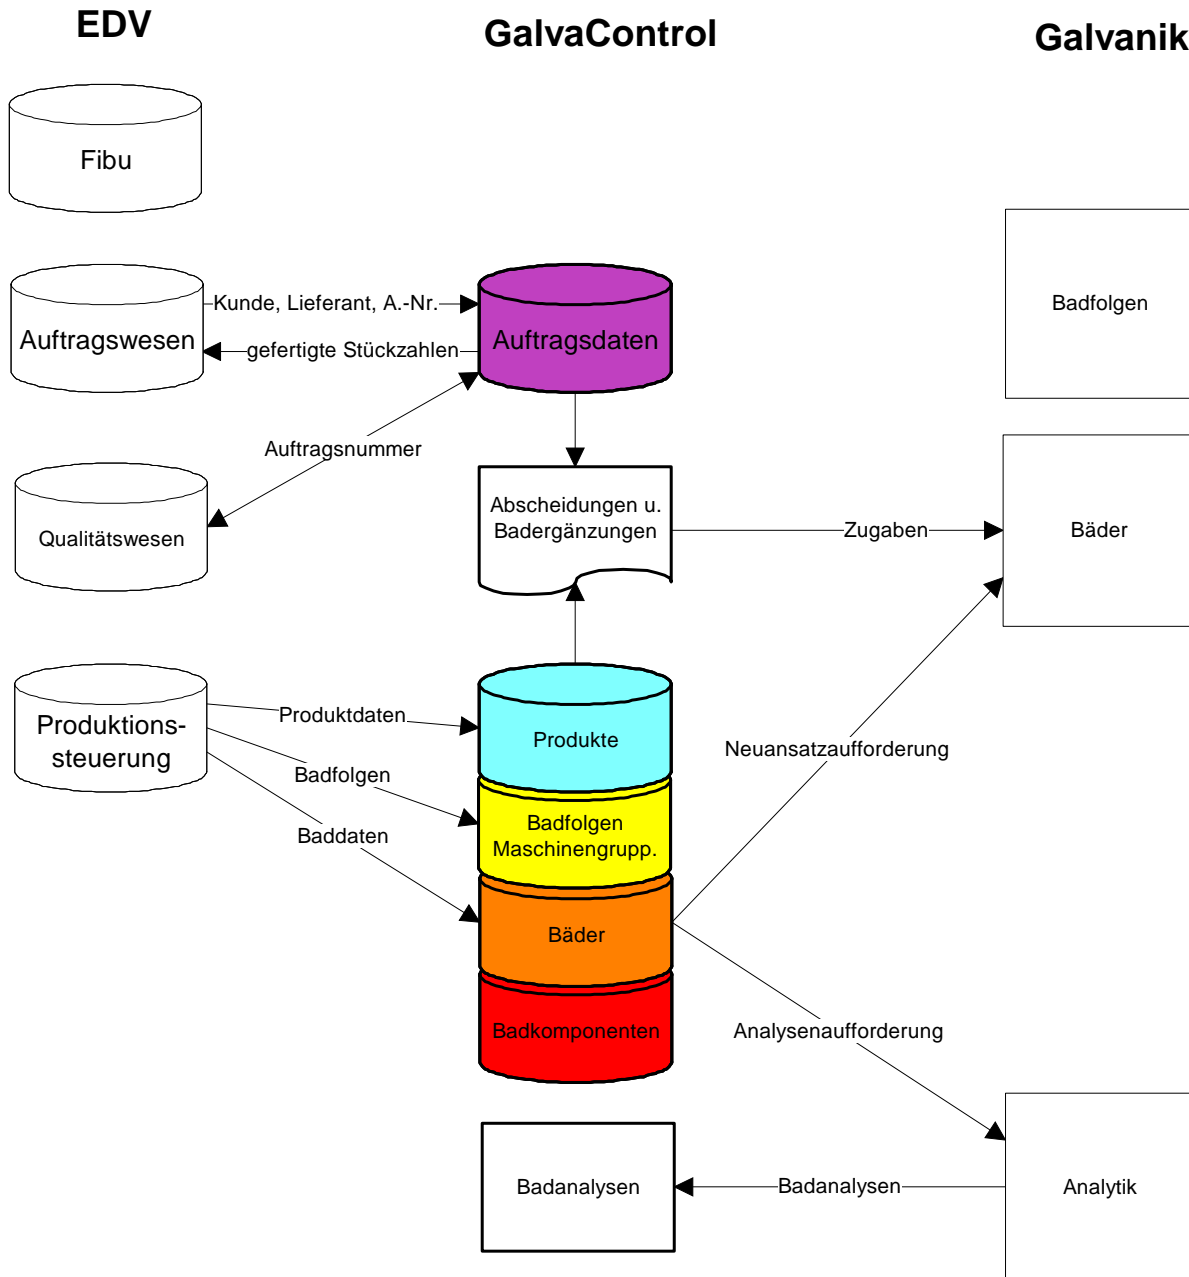 EDV
GalvaControl
Galvanik
Fibu
Auftragswesen
Kunde, Lieferant, A.-Nr.
gefertigte Stückzahlen
Auftragsdaten
Badfolgen
Auftragsnummer
Qualitätswesen
Abscheidungen u.
Badergänzungen
Zugaben
Bäder
Produktions-
steuerung
Produktdaten
Badfolgen
Baddaten
Produkte
Badfolgen
Maschinengrupp.
Bäder
Badkomponenten
Neuansatzaufforderung
Analysenaufforderung
Badanalysen
Badanalysen
Analytik